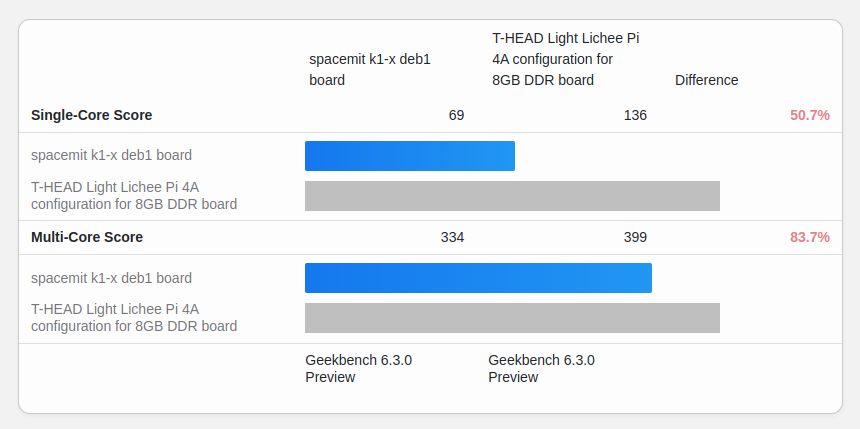 spacemit k1-x deb1
board
T-HEAD Light Lichee Pi
4A configuration for
8GB DDR board
Difference
Single-Core Score 69 136 50.7%
spacemit k1-x deb1 board
T-HEAD Light Lichee Pi 4A
configuration for 8GB DDR board
Multi-Core Score 334 399 83.7%
spacemit k1-x deb1 board
T-HEAD Light Lichee Pi 4A
configuration for 8GB DDR board
Geekbench 6.3.0
Preview
Geekbench 6.3.0
Preview